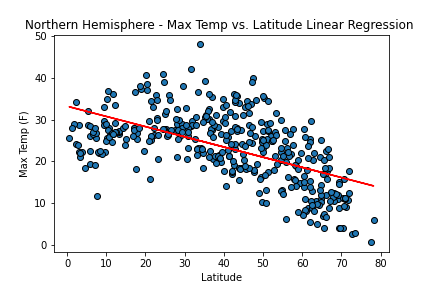 Northern Hemisphere - Max Temp vs. Latitude Linear Regression
50
40
30
20
10
0
Max Temp (F)
0 10 20 30 40 50 60 70 80
Latitude